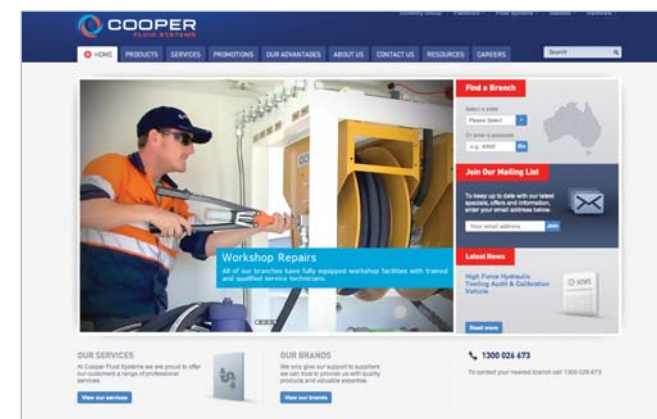 COOPER
FLUID SYSTEMS
HOME PRODUCTS SERVICES PROMOTIONS OUR ADVANTAGES ABOUT US CONTACT US RESOURCES CAREERS Search
Find a Branch
Select a state
Please Select
Or enter a postcode
e.g. 4000 Go
Join Our Mailing List
To keep up to date with our latest
specials, offers and information,
enter your email address below.
Your email address Join
Workshop Repairs
All of our branches have fully equipped workshop facilities with trained
and qualified service technicians.
Latest News
High Force Hydraulic
Tooling Audit & Calibration
Vehicle
NEWS
Read more
OUR SERVICES
At Cooper Fluid Systems we are proud to offer
our customers a range of professional
services.
View our services
OUR BRANDS
We only give our support to suppliers
we can trust to provide us with quality
products and valuable expertise.
View our brands
1300 026 673
To contact your nearest branch call 1300 026 673